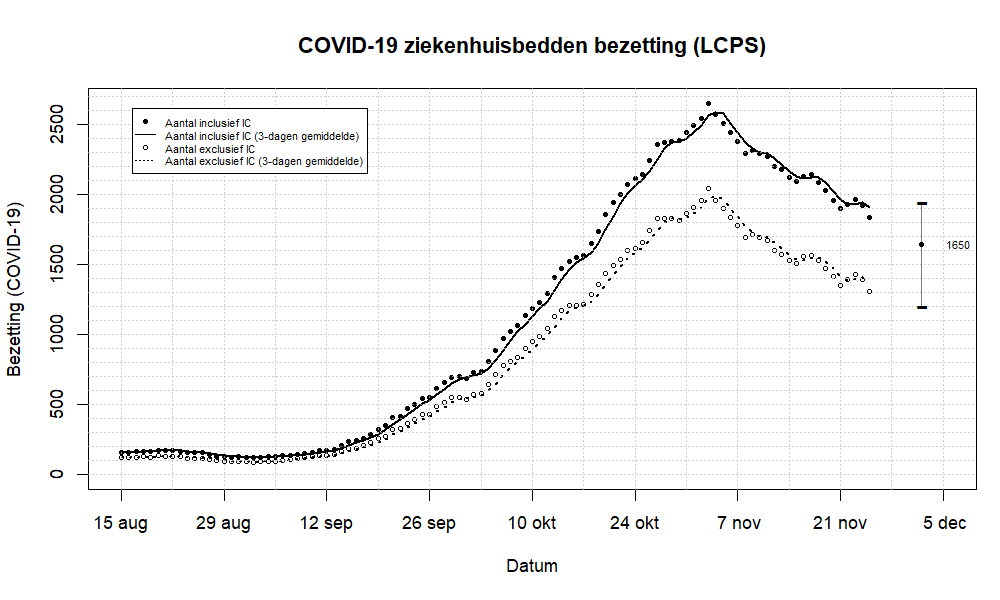 COVID-19 ziekenhuisbedden bezetting (LCPS)
Aantal inclusief IC
Aantal inclusief IC (3-dagen gemiddelde)
Aantal exclusief IC
Aantal exclusief IC (3-dagen gemiddelde)
Bezetting (COVID-19)
2500
2000
1500
1000
500
0
1650
15 aug 29 aug 12 sep 26 sep 10 okt 24 okt 7 nov 21 nov 5 dec
Datum